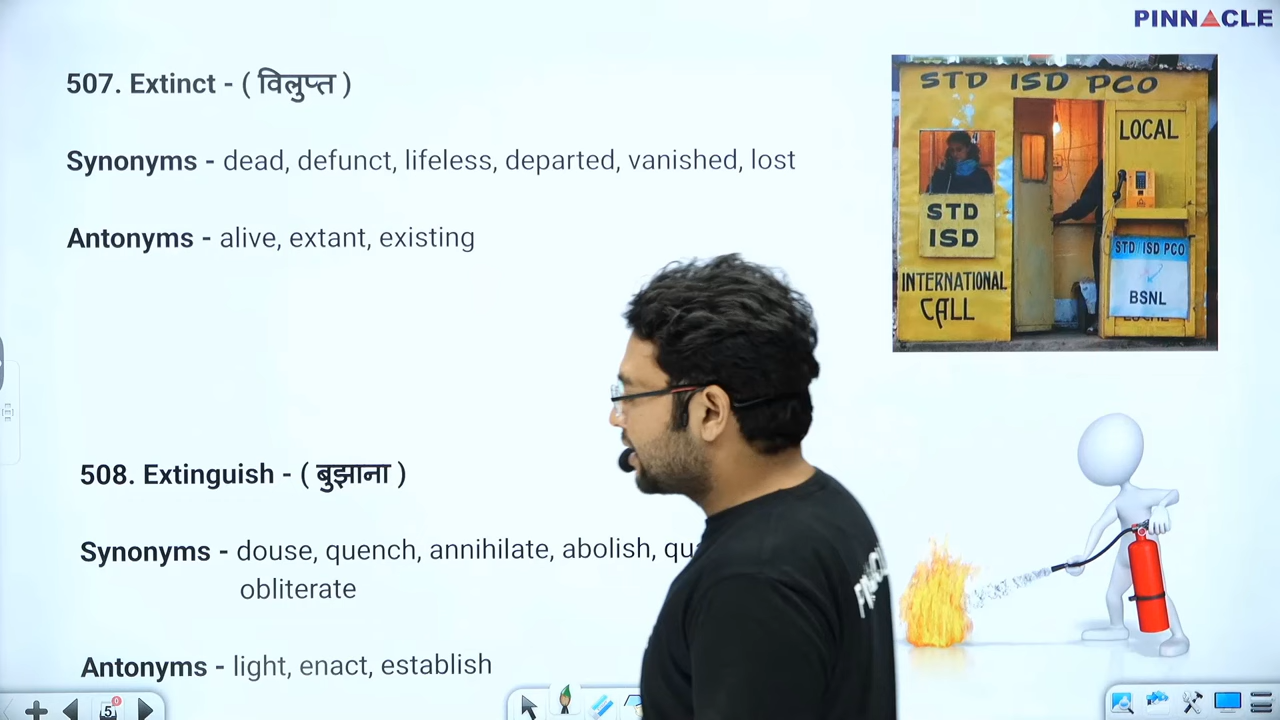 PINNACLE
507. Extinct - ( विलुप्त )
Synonyms - dead, defunct, lifeless, departed, vanished, lost
Antonyms - alive, extant, existing
STD ISD PCO
LOCAL
STD
ISD
INTERNATIONAL
CALL
STD ISD PCO
BSNL
508. Extinguish - ( बुझाना )
Synonyms - douse, quench, annihilate, abolish,
obliterate
Antonyms - light, enact, establish
5